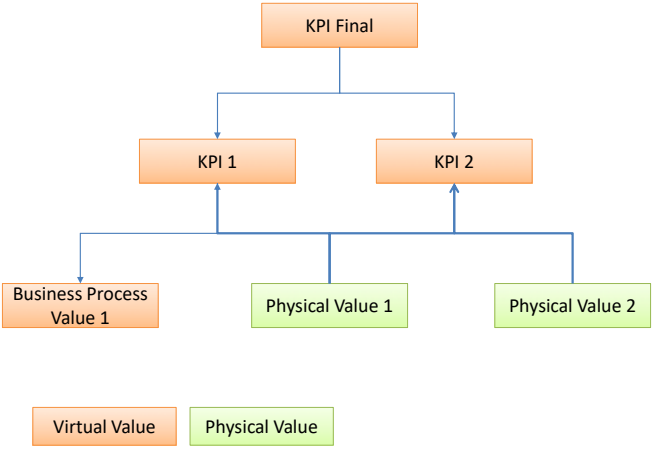 KPI Final
KPI 1
KPI 2
Business Process
Value 1
Physical Value 1
Physical Value 2
Virtual Value
Physical Value